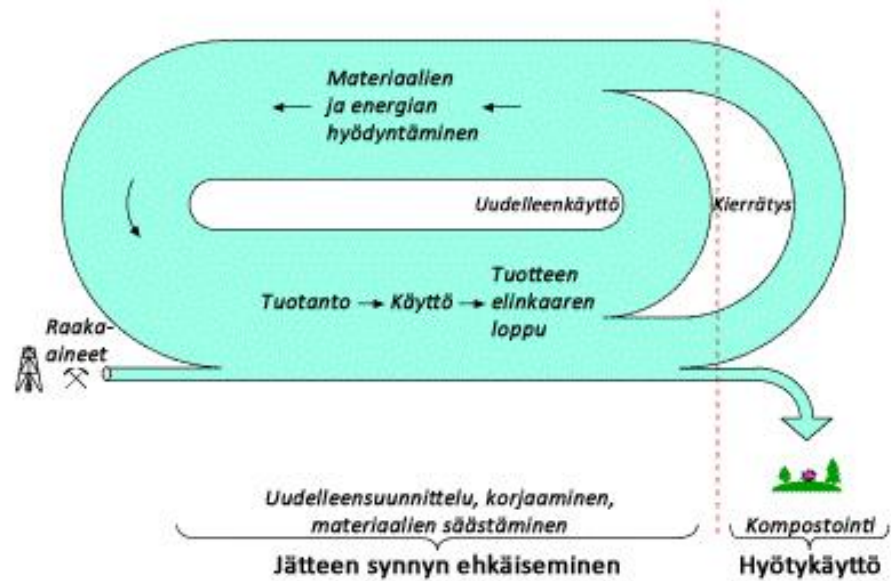 Materiaalien
ja energian
hyödyntäminen
Uudelleenkäyttö
Kierrätys
Tuotanto
Käyttö
Tuotteen
elinkaaren
loppu
Raaka-
aineet
Uudelleensuunnittelu, korjaaminen,
materiaalien säästäminen
Jätteen synnyn ehkäiseminen
Kompostointi
Hyötykäyttö